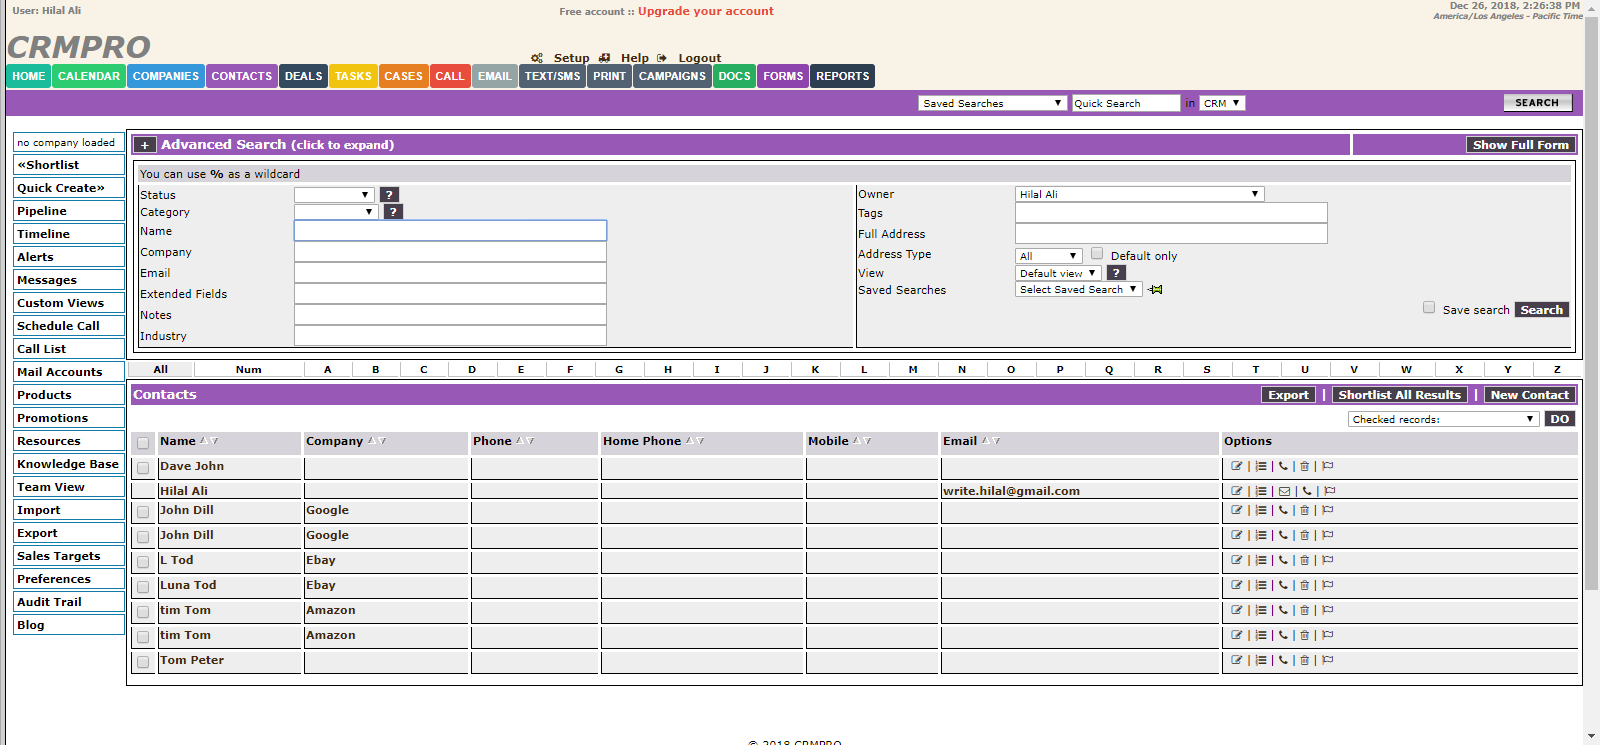 User: Hilal Ali
Free account :: Upgrade your account
Dec 26, 2018, 2:26:38 PM
America/Los Angeles - Pacific Time
CRMPRO
Setup Help Logout
HOME CALENDAR COMPANIES CONTACTS DEALS TASKS CASES CALL EMAIL TEXT/SMS PRINT CAMPAIGNS DOCS FORMS REPORTS
Saved Searches Quick Search in CRM SEARCH
no company loaded
«Shortlist
Quick Create»
Pipeline
Timeline
Alerts
Messages
Custom Views
Schedule Call
Call List
Mail Accounts
Products
Promotions
Resources
Knowledge Base
Team View
Import
Export
Sales Targets
Preferences
Audit Trail
Blog
+ Advanced Search (click to expand) Show Full Form
You can use % as a wildcard
Status ?
Category ?
Name
Company
Email
Extended Fields
Notes
Industry
Owner Hilal Ali
Tags
Full Address
Address Type All Default only
View Default view ?
Saved Searches Select Saved Search
Save search Search
All Num A B C D E F G H I J K L M N O P Q R S T U V W X Y Z
Contacts Export | Shortlist All Results | New Contact
Checked records: DO
Name Company Phone Home Phone Mobile Email Options
Dave John
Hilal Ali write.hilal@gmail.com
John Dill Google
John Dill Google
L Tod Ebay
Luna Tod Ebay
tim Tom Amazon
tim Tom Amazon
Tom Peter
© 2018 CRMPRO